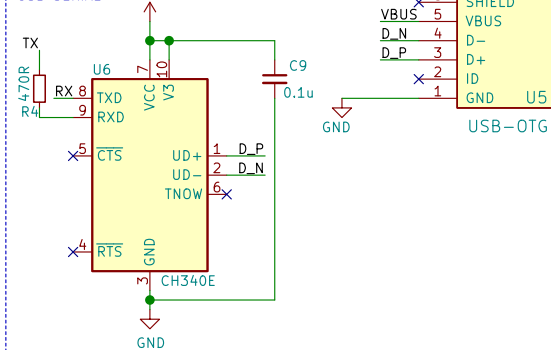 SHIELD
VBUS 5 VBUS
D_N 4 D-
D_P 3 D+
2 ID
1 GND U5
GND
USB-OTG
TX
470R
R4
U6
7 10
VCC V3
C9
0.1u
RX 8 TXD
9 RXD
5 CTS
UD+ 1 D_P
UD- 2 D_N
TNOW 6
4 RTS
GND
3 CH340E
GND